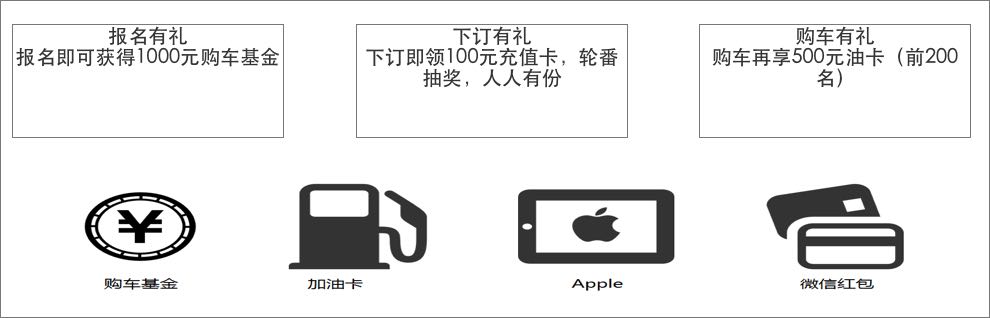 报名有礼
报名即可获得1000元购车基金
下订有礼
下订即领100元充值卡，轮番
抽奖，人人有份
购车有礼
购车再享500元油卡（前200
名）
¥
购车基金
加油卡
Apple
微信红包